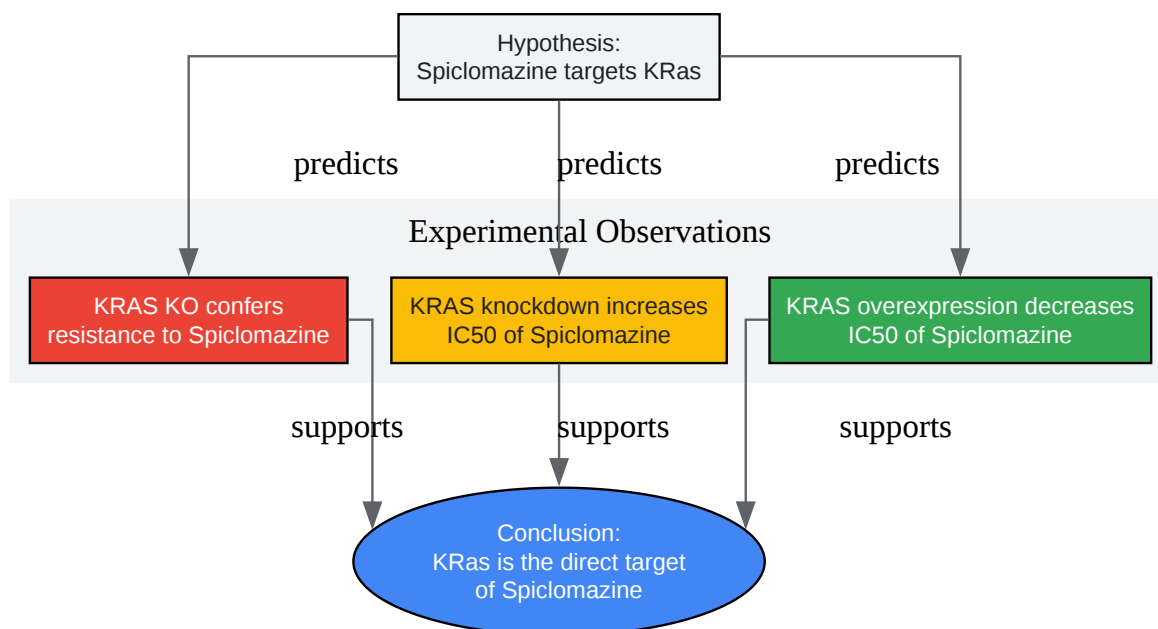 Hypothesis:
Spiclomazine targets KRas
predicts
predicts
predicts
Experimental Observations
KRAS KO confers
resistance to Spiclomazine
KRAS knockdown increases
IC50 of Spiclomazine
KRAS overexpression decreases
IC50 of Spiclomazine
supports
supports
supports
Conclusion:
KRas is the direct target
of Spiclomazine